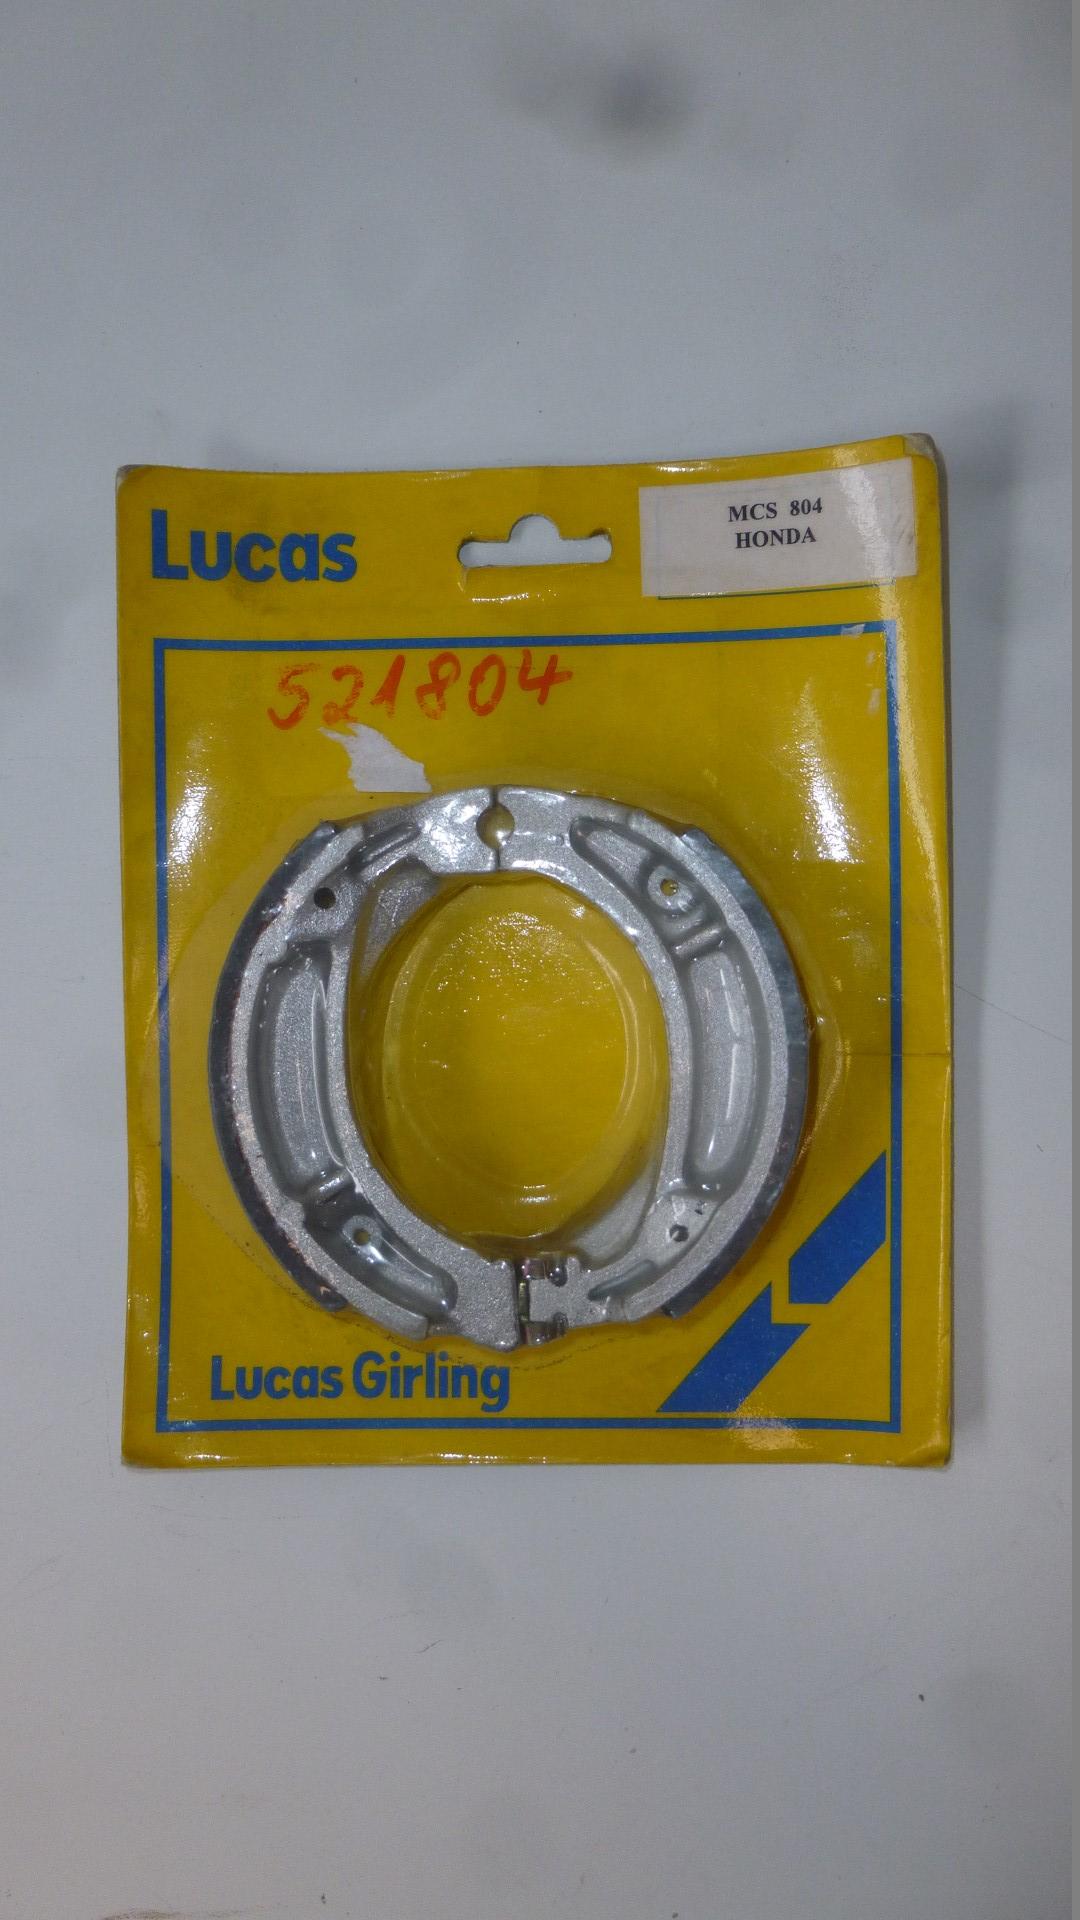 Lucas
MCS 804
HONDA
521804
Lucas Girling